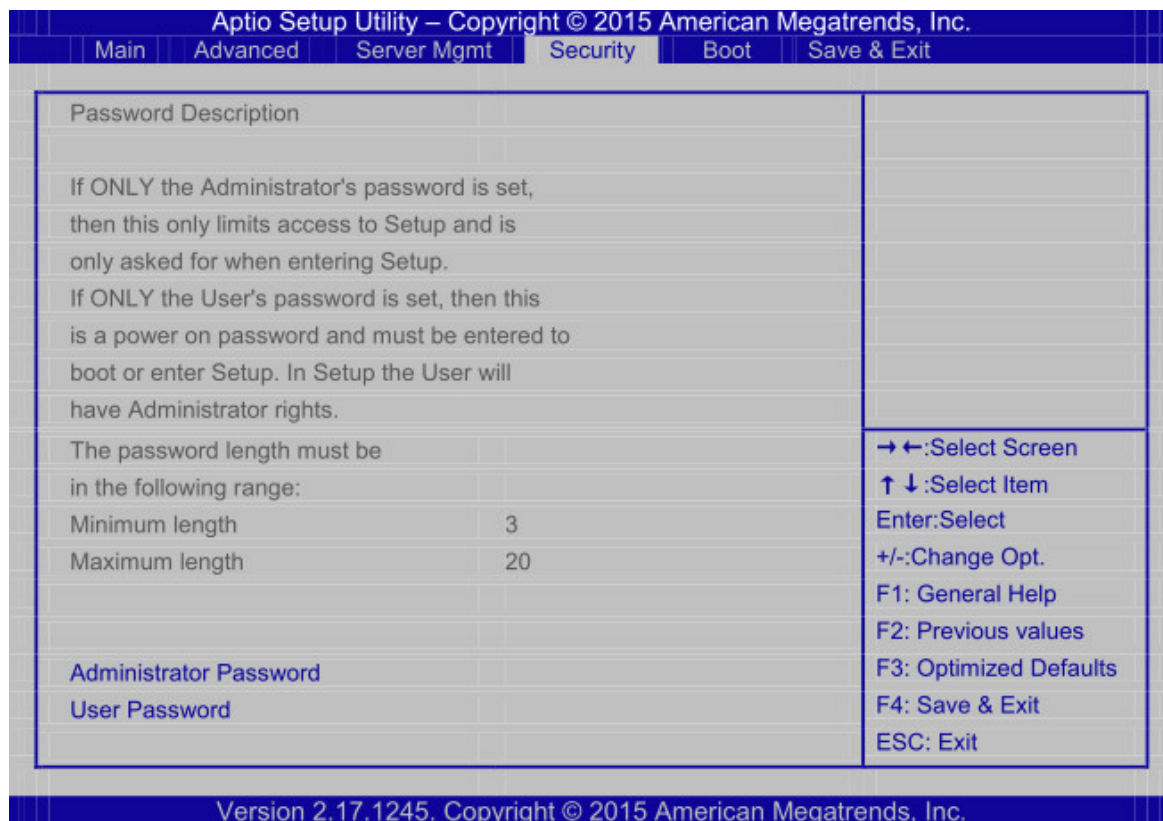 Aptio Setup Utility – Copyright © 2015 American Megatrends, Inc.
Main Advanced Server Mgmt Security Boot Save & Exit
Password Description
If ONLY the Administrator's password is set,
then this only limits access to Setup and is
only asked for when entering Setup.
If ONLY the User's password is set, then this
is a power on password and must be entered to
boot or enter Setup. In Setup the User will
have Administrator rights.
The password length must be
in the following range:
Minimum length 3
Maximum length 20
Administrator Password
User Password
→ ←:Select Screen
↑ ↓ :Select Item
Enter:Select
+/-:Change Opt.
F1: General Help
F2: Previous values
F3: Optimized Defaults
F4: Save & Exit
ESC: Exit
Version 2.17.1245. Copyright © 2015 American Megatrends, Inc.